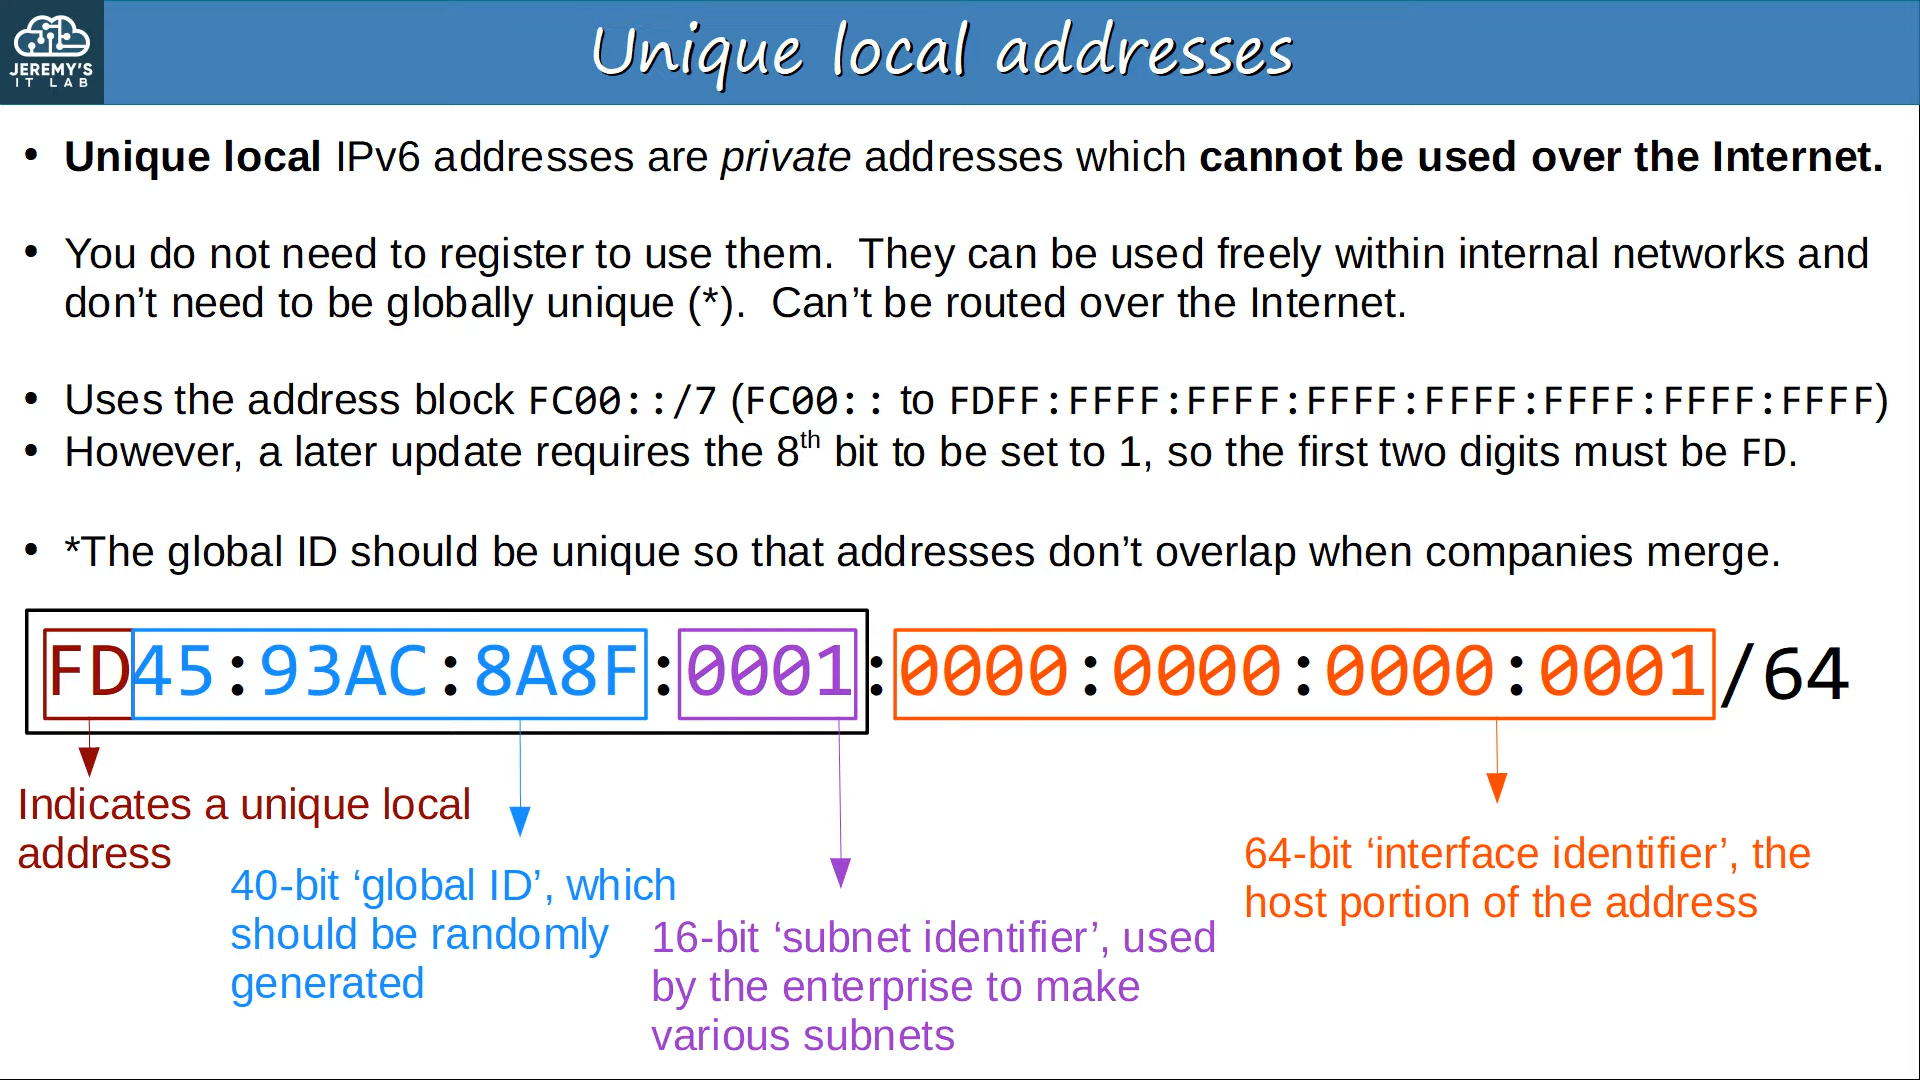 JEREMY'S
IT LAB
Unique local addresses
• Unique local IPv6 addresses are private addresses which cannot be used over the Internet.
• You do not need to register to use them.  They can be used freely within internal networks and
don’t need to be globally unique (*).  Can’t be routed over the Internet.
• Uses the address block FC00::/7 (FC00:: to FDFF:FFFF:FFFF:FFFF:FFFF:FFFF:FFFF:FFFF)
• However, a later update requires the 8th bit to be set to 1, so the first two digits must be FD.
• *The global ID should be unique so that addresses don’t overlap when companies merge.
FD45:93AC:8A8F:0001:0000:0000:0000:0001/64
Indicates a unique local
address
40-bit ‘global ID’, which
should be randomly
generated
16-bit ‘subnet identifier’, used
by the enterprise to make
various subnets
64-bit ‘interface identifier’, the
host portion of the address